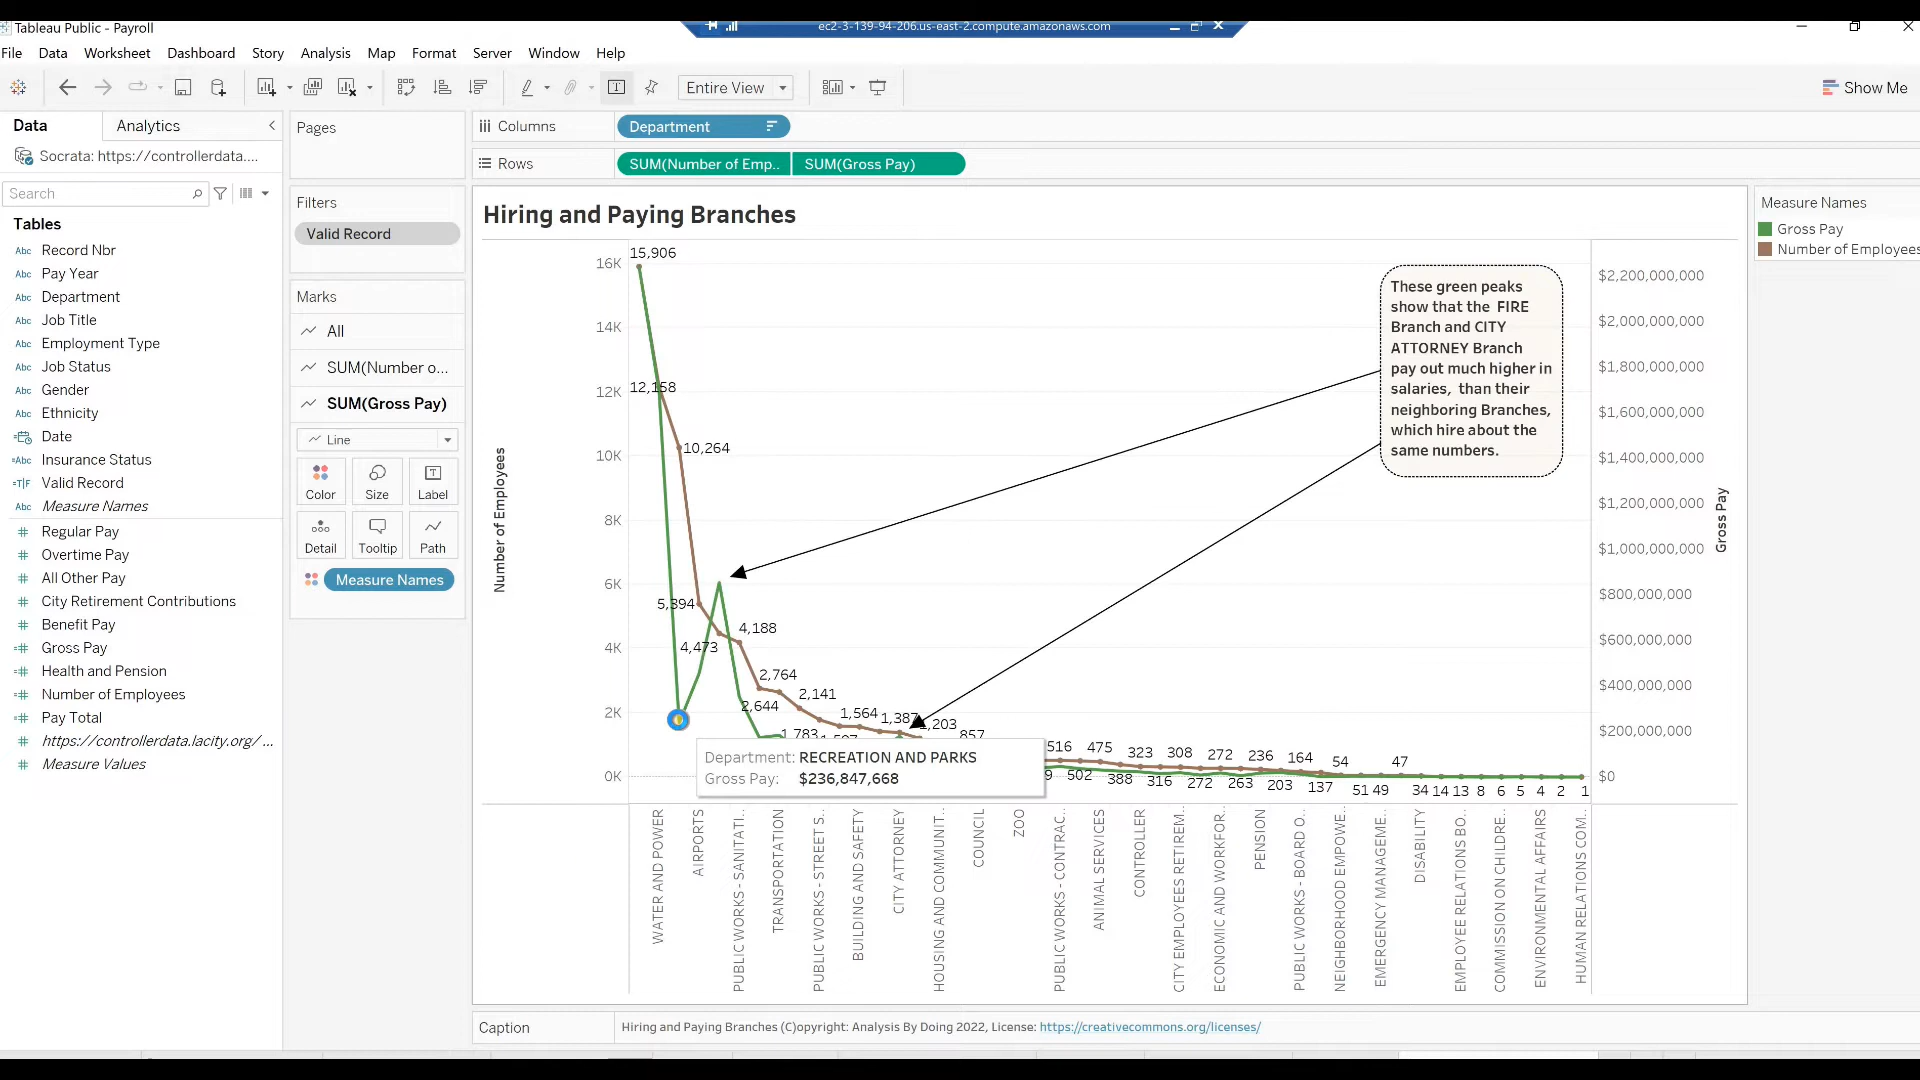 Tableau Public - Payroll
ec2-3-139-94-206.us-east-2.compute.amazonaws.com
File Data Worksheet Dashboard Story Analysis Map Format Server Window Help
Entire View
Show Me
Data Analytics
Socrata: https://controllerdata....
Search
Tables
Abc Record Nbr
Abc Pay Year
Abc Department
Abc Job Title
Abc Employment Type
Abc Job Status
Abc Gender
Abc Ethnicity
Date
=Abc Insurance Status
=T|F Valid Record
Abc Measure Names
# Regular Pay
# Overtime Pay
# All Other Pay
# City Retirement Contributions
# Benefit Pay
=# Gross Pay
=# Health and Pension
=# Number of Employees
=# Pay Total
=# https://controllerdata.lacity.org/ ...
# Measure Values
Pages
Filters
Valid Record
Marks
All
SUM(Number o...
SUM(Gross Pay)
Line
Color Size Label
Detail Tooltip Path
Measure Names
Columns Department
Rows SUM(Number of Emp.. SUM(Gross Pay)
Hiring and Paying Branches
Number of Employees
16K
14K
12K
10K
8K
6K
4K
2K
0K
15,906
12,158
10,264
5,394
4,473
4,188
2,764
2,644
2,141
1,783
1,564
1,387
1,203
857
516
502
475
388
323
316
308
272
272
263
236
203
164
137
54
51
49
47
34
14
13
8
6
5
4
2
1
These green peaks
show that the FIRE
Branch and CITY
ATTORNEY Branch
pay out much higher in
salaries, than their
neighboring Branches,
which hire about the
same numbers.
Department: RECREATION AND PARKS
Gross Pay: $236,847,668
$2,200,000,000
$2,000,000,000
$1,800,000,000
$1,600,000,000
$1,400,000,000
$1,200,000,000
$1,000,000,000
$800,000,000
$600,000,000
$400,000,000
$200,000,000
$0
Gross Pay
WATER AND POWER
AIRPORTS
PUBLIC WORKS - SANITATI..
TRANSPORTATION
PUBLIC WORKS - STREET S..
BUILDING AND SAFETY
CITY ATTORNEY
HOUSING AND COMMUNIT..
COUNCIL
ZOO
PUBLIC WORKS - CONTRAC..
ANIMAL SERVICES
CONTROLLER
CITY EMPLOYEES RETIREM..
ECONOMIC AND WORKFOR..
PENSION
PUBLIC WORKS - BOARD O..
NEIGHBORHOOD EMPOWE..
EMERGENCY MANAGEME..
DISABILITY
EMPLOYEE RELATIONS BO..
COMMISSION ON CHILDRE..
ENVIRONMENTAL AFFAIRS
HUMAN RELATIONS COM..
Measure Names
Gross Pay
Number of Employees
Caption
Hiring and Paying Branches (C)opyright: Analysis By Doing 2022, License: https://creativecommons.org/licenses/